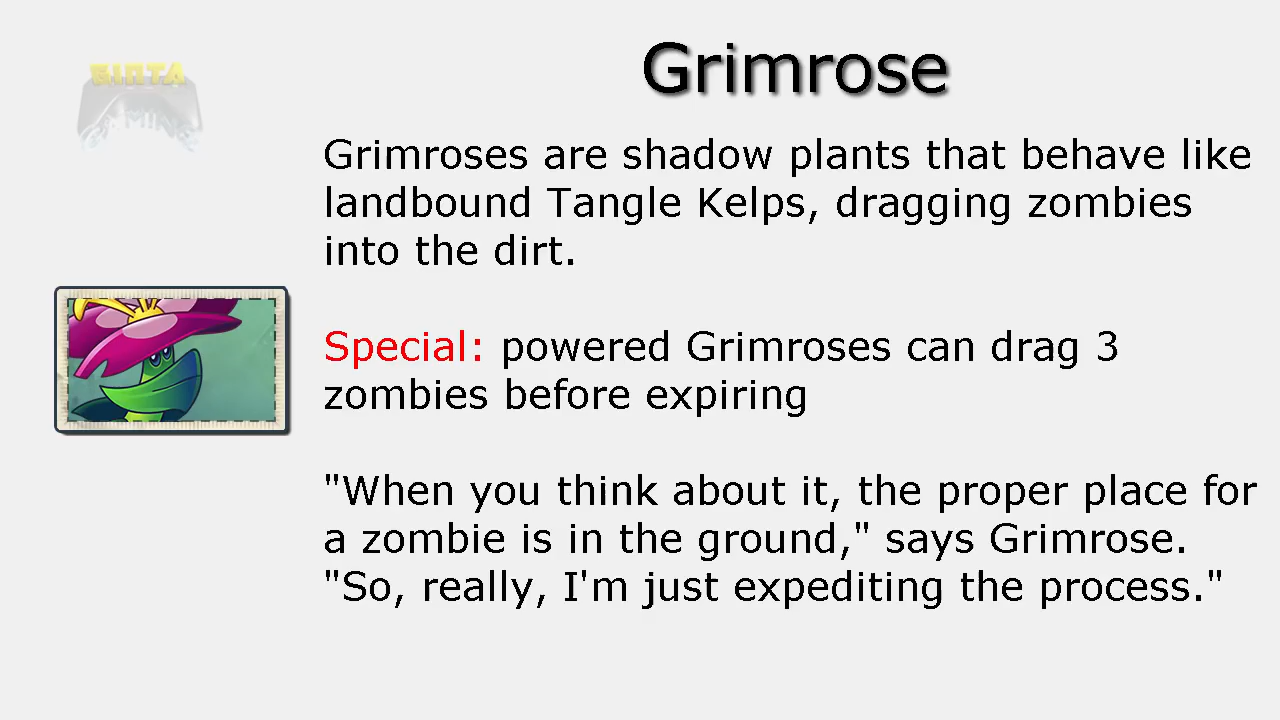 Grimrose
Grimroses are shadow plants that behave like
landbound Tangle Kelps, dragging zombies
into the dirt.
Special: powered Grimroses can drag 3
zombies before expiring
"When you think about it, the proper place for
a zombie is in the ground," says Grimrose.
"So, really, I'm just expediting the process."